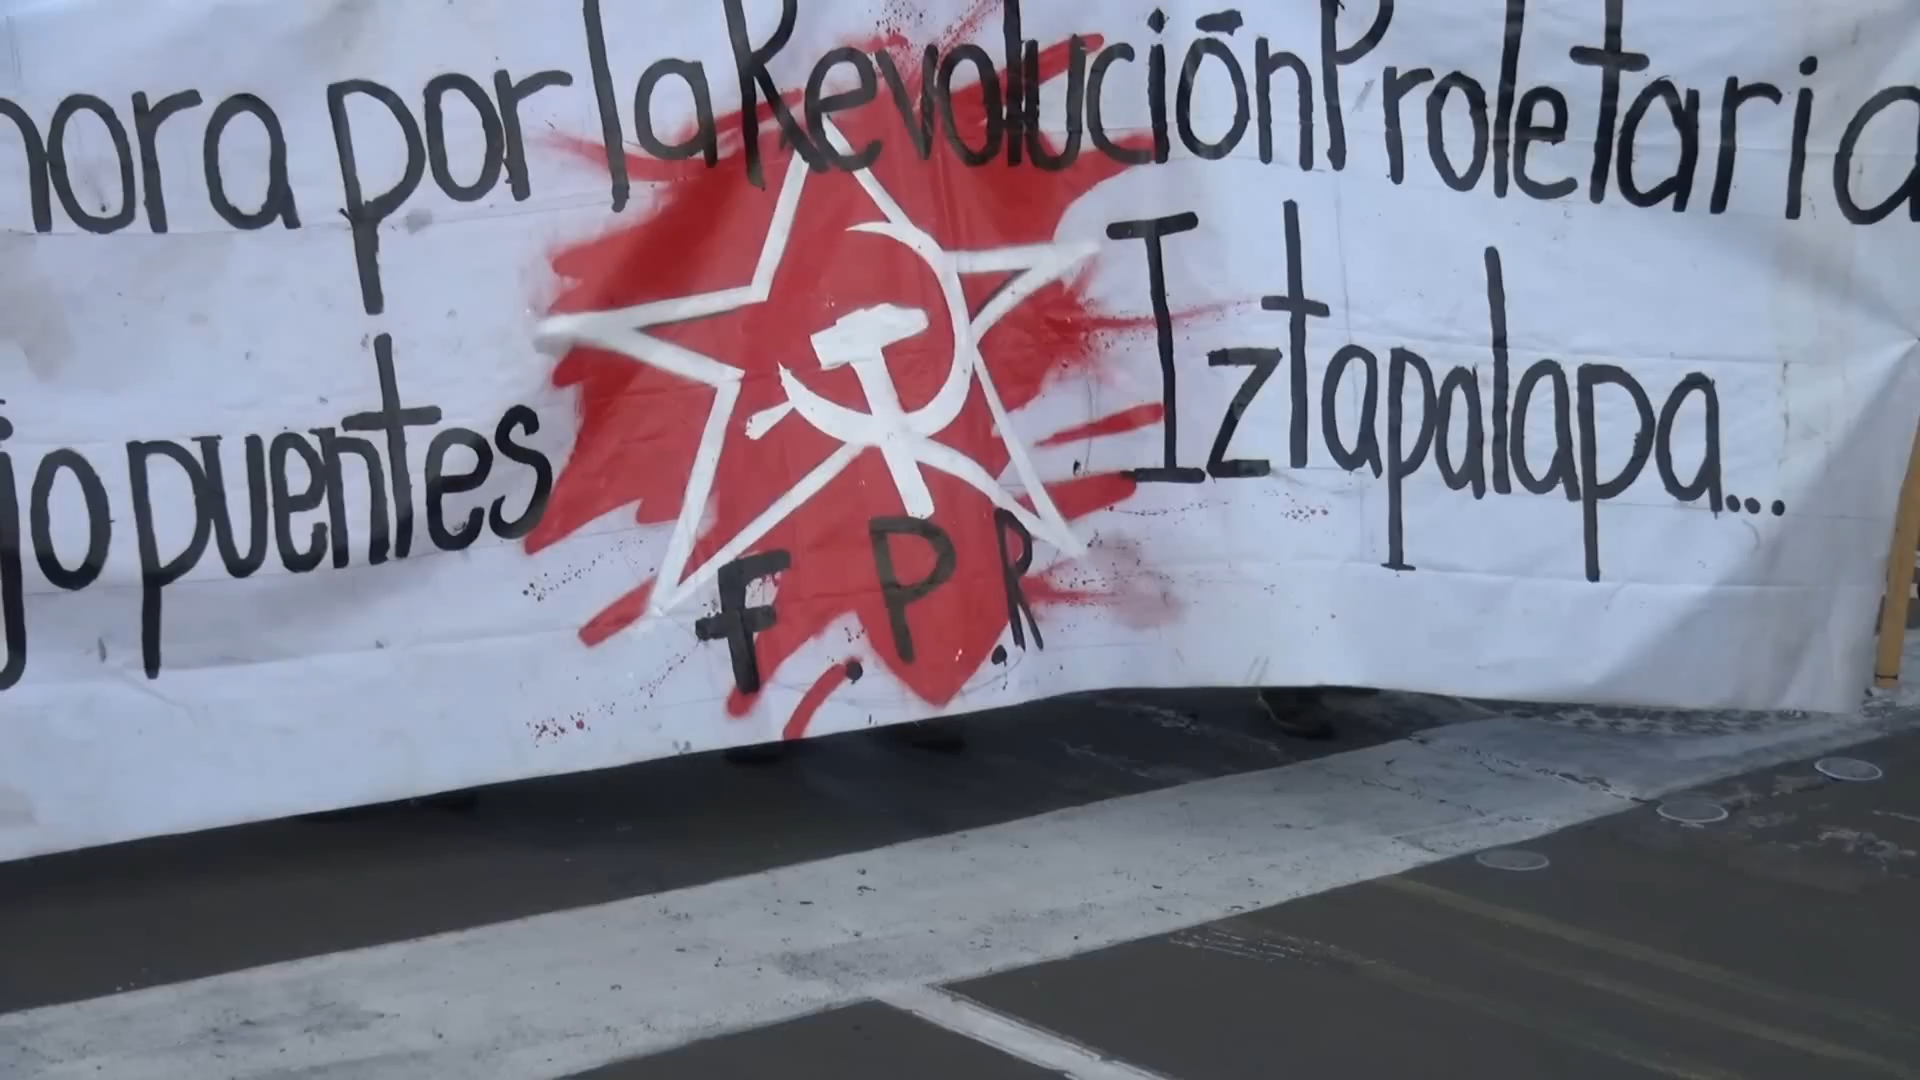 hora por la Revolución Proletaria
jo puentes Iztapalapa...
F.P.R